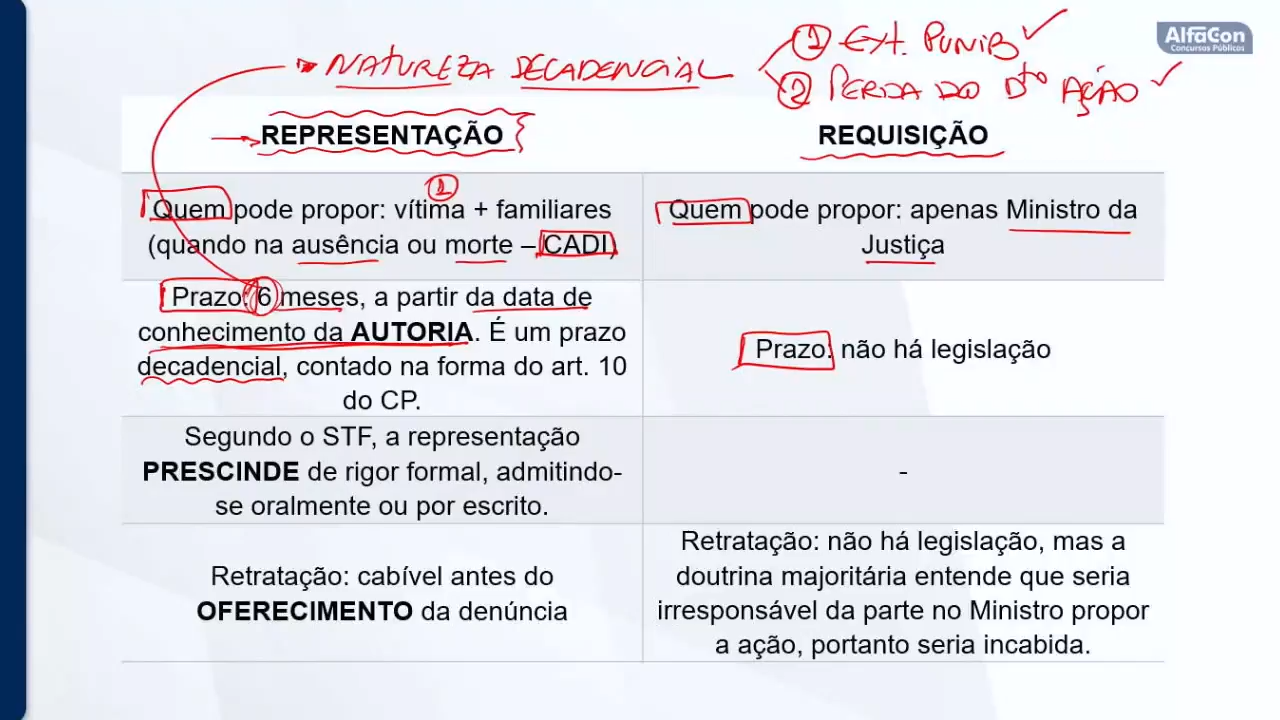 AlfaCon
Concursos Públicos
NATUREZA DECADENCIAL
1 EXT. PUNIB
2 PERDA DO Dto AÇÃO
REPRESENTAÇÃO
REQUISIÇÃO
1
Quem pode propor: vítima + familiares
(quando na ausência ou morte – CADI)
Quem pode propor: apenas Ministro da
Justiça
Prazo: 6 meses, a partir da data de
conhecimento da AUTORIA. É um prazo
decadencial, contado na forma do art. 10
do CP.
Prazo: não há legislação
Segundo o STF, a representação
PRESCINDE de rigor formal, admitindo-
se oralmente ou por escrito.
-
Retratação: cabível antes do
OFERECIMENTO da denúncia
Retratação: não há legislação, mas a
doutrina majoritária entende que seria
irresponsável da parte no Ministro propor
a ação, portanto seria incabida.